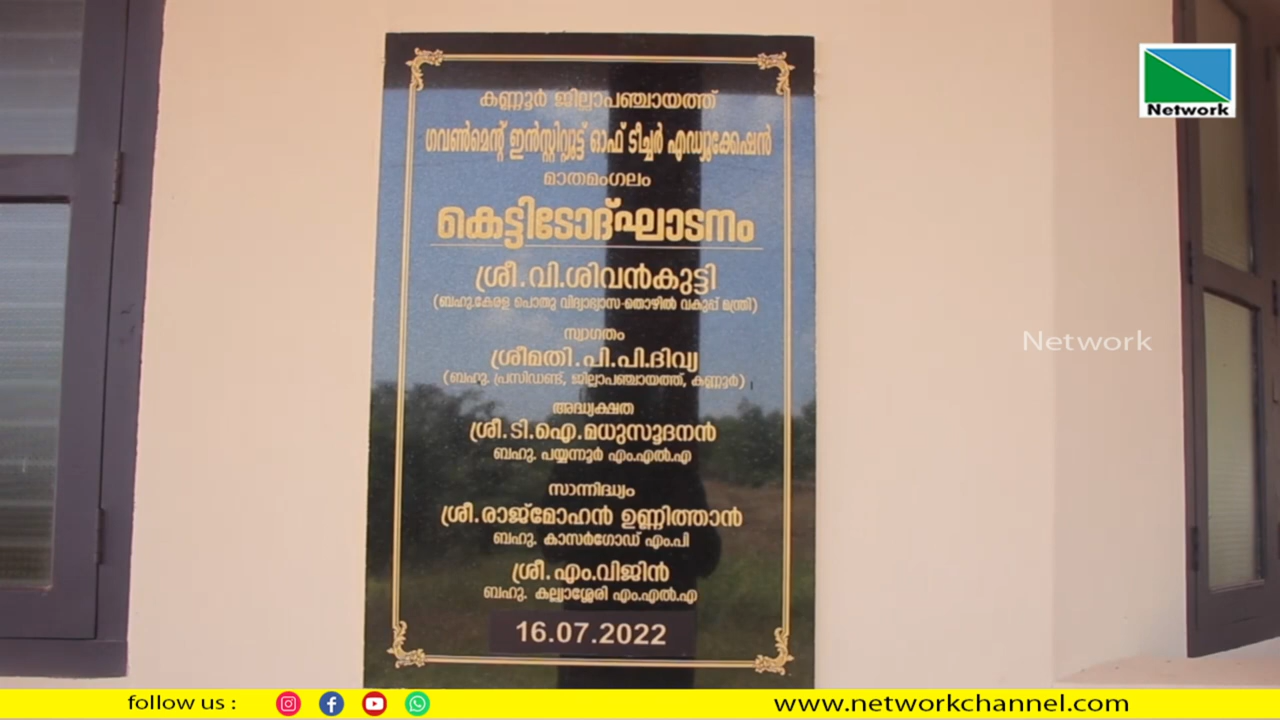 കണ്ണൂർ ജില്ലാപഞ്ചായത്ത്
ഗവൺമെന്റ് ഇൻസ്റ്റിറ്റ്യൂട്ട് ഓഫ് ടീച്ചർ എഡ്യുക്കേഷൻ
മാതമംഗലം
കെട്ടിടോദ്ഘാടനം
ശ്രീ.വി.ശിവൻകുട്ടി
(ബഹു.കേരള പൊതു വിദ്യാഭ്യാസ-തൊഴിൽ വകുപ്പ് മന്ത്രി)
സ്വാഗതം
ശ്രീമതി.പി.പി.ദിവ്യ
(ബഹു. പ്രസിഡണ്ട്, ജില്ലാപഞ്ചായത്ത്, കണ്ണൂർ)
അദ്ധ്യക്ഷത
ശ്രീ.ടി.ഐ.മധുസൂദനൻ
ബഹു. പയ്യന്നൂർ എം.എൽ.എ
സാന്നിദ്ധ്യം
ശ്രീ.രാജ്മോഹൻ ഉണ്ണിത്താൻ
ബഹു. കാസർഗോഡ് എം.പി
ശ്രീ.എം.വിജിൻ
ബഹു. കല്ല്യാശ്ശേരി എം.എൽ.എ
16.07.2022
Network
Network
follow us :
www.networkchannel.com